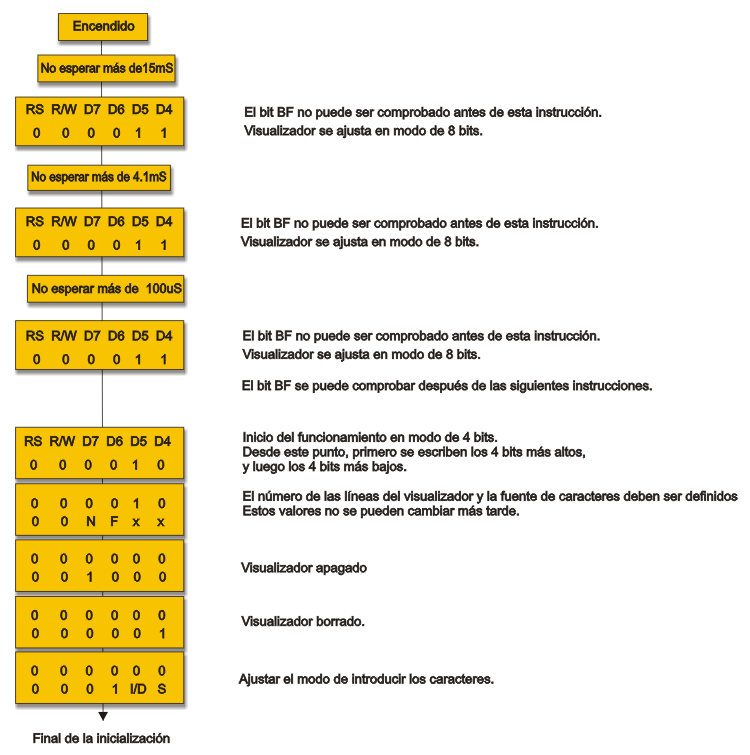 Encendido
No esperar más de15mS
RS R/W D7 D6 D5 D4
0 0 0 0 1 1
El bit BF no puede ser comprobado antes de esta instrucción.
Visualizador se ajusta en modo de 8 bits.
No esperar más de 4.1mS
RS R/W D7 D6 D5 D4
0 0 0 0 1 1
El bit BF no puede ser comprobado antes de esta instrucción.
Visualizador se ajusta en modo de 8 bits.
No esperar más de 100uS
RS R/W D7 D6 D5 D4
0 0 0 0 1 1
El bit BF no puede ser comprobado antes de esta instrucción.
Visualizador se ajusta en modo de 8 bits.
El bit BF se puede comprobar después de las siguientes instrucciones.
RS R/W D7 D6 D5 D4
0 0 0 0 1 0
Inicio del funcionamiento en modo de 4 bits.
Desde este punto, primero se escriben los 4 bits más altos,
y luego los 4 bits más bajos.
0 0 0 0 1 0
0 0 N F x x
El número de las líneas del visualizador y la fuente de caracteres deben ser definidos
Estos valores no se pueden cambiar más tarde.
0 0 0 0 0 0
0 0 1 0 0 0
Visualizador apagado
0 0 0 0 0 0
0 0 0 0 0 1
Visualizador borrado.
0 0 0 0 0 0
0 0 0 1 I/D S
Ajustar el modo de introducir los caracteres.
Final de la inicialización